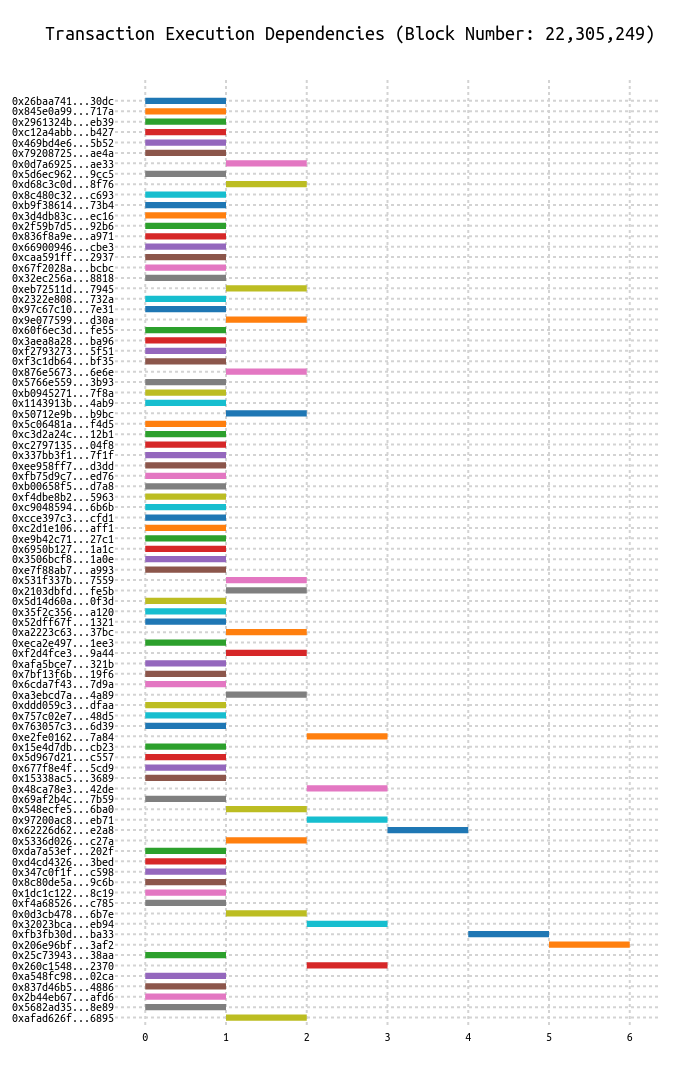 Transaction Execution Dependencies (Block Number: 22,305,249)
0x26baa741...30dc
0x845e0a99...717a
0x2961324b...eb39
0xc12a4abb...b427
0x469bd4e6...5b52
0x79208725...ae4a
0x0d7a6925...ae33
0x5d6ec962...9cc5
0xd68c3c0d...8f76
0x8c480c32...c693
0xb9f38614...73b4
0x3d4db83c...ec16
0x2f59b7d5...92b6
0x836f8a9e...a971
0x66900946...cbe3
0xcaa591ff...2937
0x67f2028a...bcbc
0x32ec256a...8818
0xeb72511d...7945
0x2322e808...732a
0x97c67c10...7e31
0x9e077599...d30a
0x60f6ec3d...fe55
0x3aea8a28...ba96
0xf2793273...5f51
0xf3c1db64...bf35
0x876e5673...6e6e
0x5766e559...3b93
0xb0945271...7f8a
0x1143913b...4ab9
0x50712e9b...b9bc
0x5c06481a...f4d5
0xc3d2a24c...12b1
0xc2797135...04f8
0x337bb3f1...7f1f
0xee958ff7...d3dd
0xfb75d9c7...ed76
0xb00658f5...d7a8
0xf4dbe8b2...5963
0xc9048594...6b6b
0xcce397c3...cfd1
0xc2d1e106...aff1
0xe9b42c71...27c1
0x6950b127...1a1c
0x3506bcf8...1a0e
0xe7f88ab7...a993
0x531f337b...7559
0x2103dbfd...fe5b
0x5d14d60a...0f3d
0x35f2c356...a120
0x52dff67f...1321
0xa2223c63...37bc
0xeca2e497...1ee3
0xf2d4fce3...9a44
0xafa5bce7...321b
0x7bf13f6b...19f6
0x6cda7f43...7d9a
0xa3ebcd7a...4a89
0xddd059c3...dfaa
0x757c02e7...48d5
0x763057c3...6d39
0xe2fe0162...7a84
0x15e4d7db...cb23
0x5d967d21...c557
0x677f8e4f...5cd9
0x15338ac5...3689
0x48ca78e3...42de
0x69af2b4c...7b59
0x548ecfe5...6ba0
0x97200ac8...eb71
0x62226d62...e2a8
0x5336d026...c27a
0xda7a53ef...202f
0xd4cd4326...3bed
0x347c0f1f...c598
0x8c80de5a...9c6b
0x1dc1c122...8c19
0xf4a68526...c785
0x0d3cb478...6b7e
0x32023bca...eb94
0xfb3fb30d...ba33
0x206e96bf...3af2
0x25c73943...38aa
0x260c1548...2370
0xa548fc98...02ca
0x837d46b5...4886
0x2b44eb67...afd6
0x5682ad35...8e89
0xafad626f...6895
0 1 2 3 4 5 6